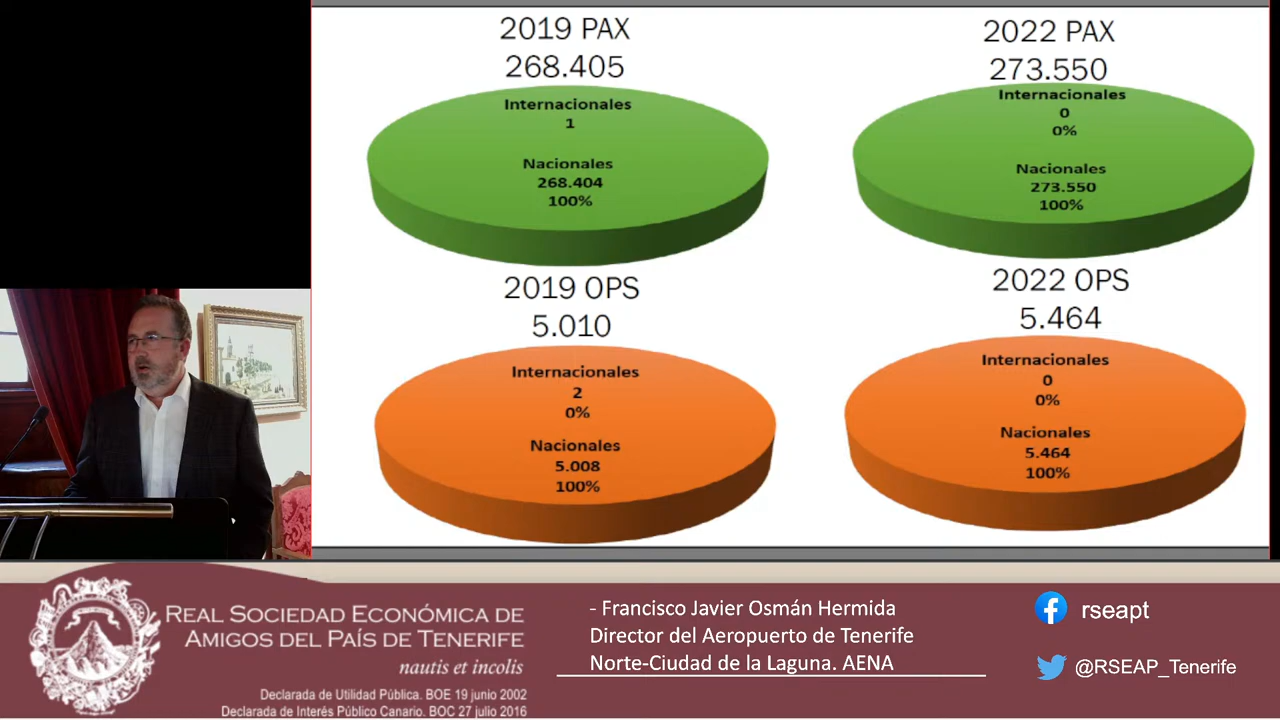 2019 PAX
268.405
Internacionales
1
Nacionales
268.404
100%
2022 PAX
273.550
Internacionales
0
0%
Nacionales
273.550
100%
2019 OPS
5.010
Internacionales
2
0%
Nacionales
5.008
100%
2022 OPS
5.464
Internacionales
0
0%
Nacionales
5.464
100%
REAL SOCIEDAD ECONÓMICA DE
AMIGOS DEL PAÍS DE TENERIFE
nautis et incolis
Declarada de Utilidad Pública. BOE 19 junio 2002
Declarada de Interés Público Canario. BOC 27 julio 2016
- Francisco Javier Osmán Hermida
Director del Aeropuerto de Tenerife
Norte-Ciudad de la Laguna. AENA
rseapt
@RSEAP_Tenerife